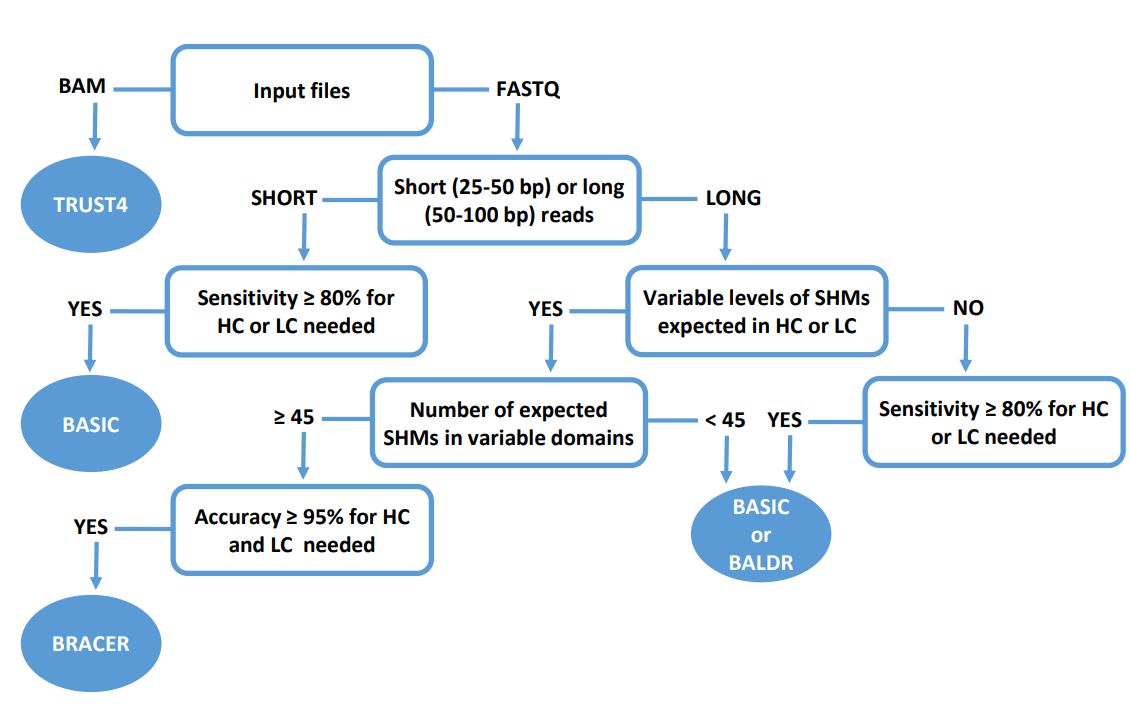 BAM
Input files
FASTQ
TRUST4
SHORT
Short (25-50 bp) or long
(50-100 bp) reads
LONG
YES
Sensitivity ≥ 80% for
HC or LC needed
YES
Variable levels of SHMs
expected in HC or LC
NO
BASIC
≥ 45
Number of expected
SHMs in variable domains
< 45
YES
Sensitivity ≥ 80% for HC
or LC needed
YES
Accuracy ≥ 95% for HC
and LC needed
BASIC
or
BALDR
BRACER